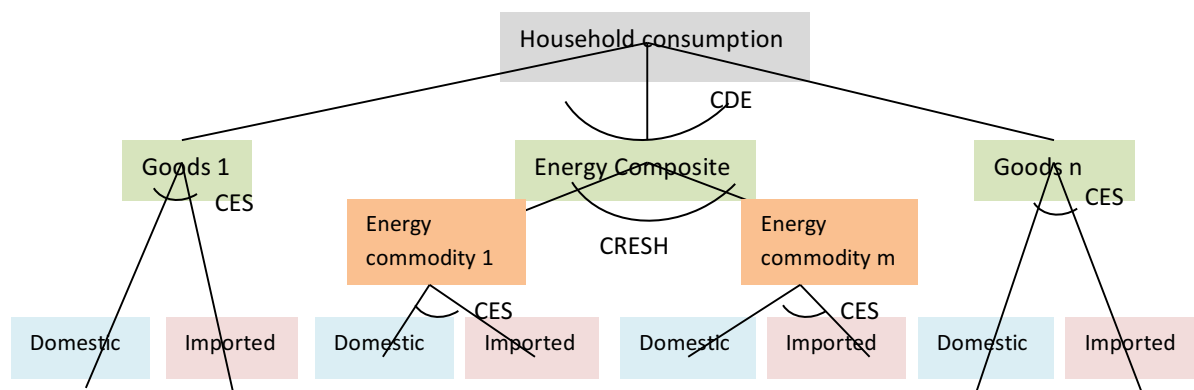 Household consumption
CDE
Goods 1
Energy Composite
Goods n
CES
CES
Energy
commodity 1
CRESH
Energy
commodity m
CES
CES
Domestic
Imported
Domestic
Imported
Domestic
Imported
Domestic
Imported